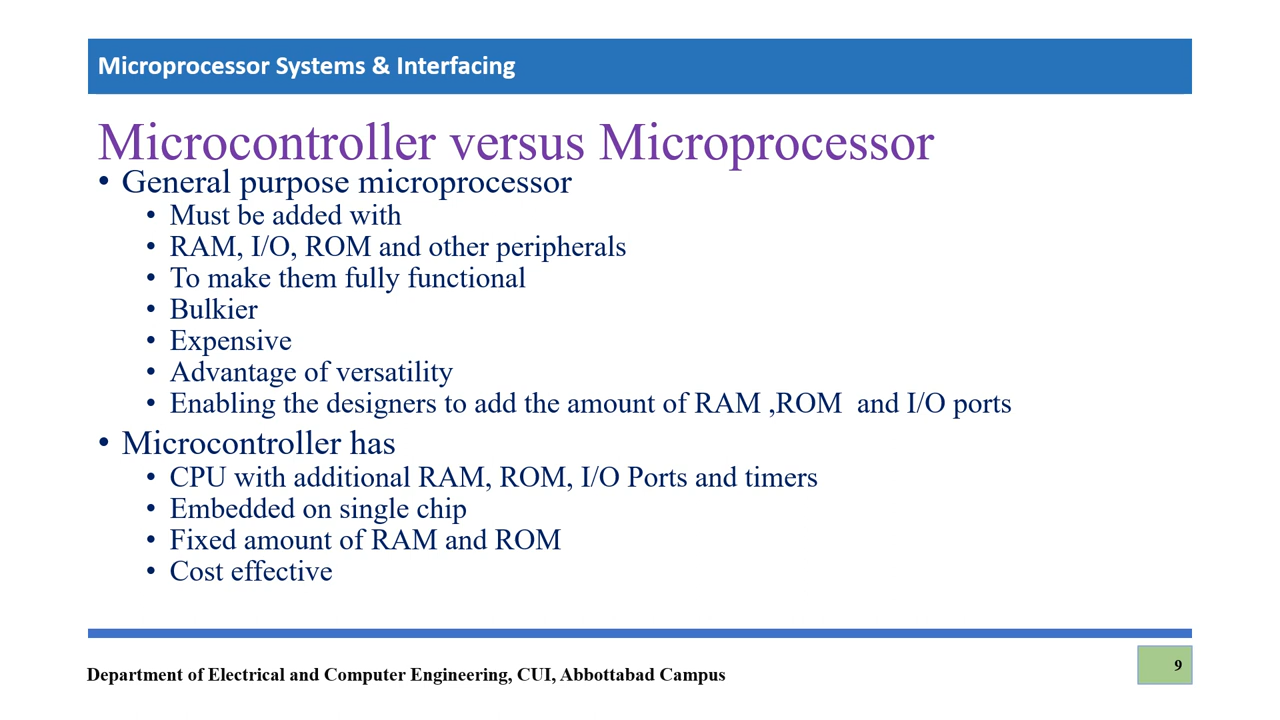 Microprocessor Systems & Interfacing
Microcontroller versus Microprocessor
• General purpose microprocessor
• Must be added with
• RAM, I/O, ROM and other peripherals
• To make them fully functional
• Bulkier
• Expensive
• Advantage of versatility
• Enabling the designers to add the amount of RAM ,ROM  and I/O ports
• Microcontroller has
• CPU with additional RAM, ROM, I/O Ports and timers
• Embedded on single chip
• Fixed amount of RAM and ROM
• Cost effective
Department of Electrical and Computer Engineering, CUI, Abbottabad Campus
9